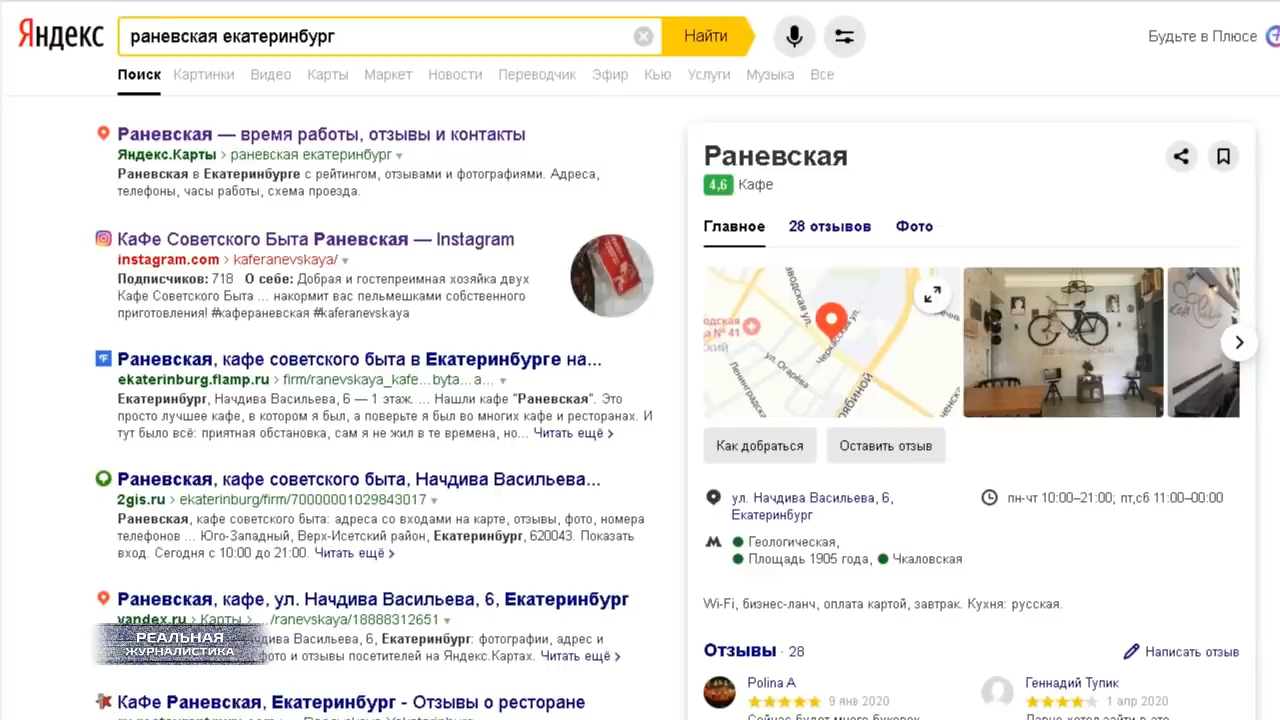 Яндекс
раневская екатеринбург
Найти
Будьте в Плюсе
Поиск Картинки Видео Карты Маркет Новости Переводчик Эфир Кью Услуги Музыка Все
Раневская — время работы, отзывы и контакты
Яндекс.Карты › раневская екатеринбург
Раневская в Екатеринбурге с рейтингом, отзывами и фотографиями. Адреса,
телефоны, часы работы, схема проезда.
КаФе Советского Быта Раневская — Instagram
instagram.com › kaferanevskaya/
Подписчиков: 718 О себе: Добрая и гостеприимная хозяйка двух
Кафе Советского Быта ... накормит вас пельмешками собственного
приготовления! #кафераневская #kaferanevskaya
Раневская, кафе советского быта в Екатеринбурге на...
ekaterinburg.flamp.ru › firm/ranevskaya_kafe...byta...a...
Екатеринбург, Начдива Васильева, 6 — 1 этаж. ... Нашли кафе "Раневская". Это
просто лучшее кафе, в котором я был, а поверьте я был во многих кафе и ресторанах. И
тут было всё: приятная обстановка, сам я не жил в те времена, но... Читать ещё ›
Раневская, кафе советского быта, Начдива Васильева...
2gis.ru › ekaterinburg/firm/70000001029843017
Раневская, кафе советского быта: адреса со входами на карте, отзывы, фото, номера
телефонов ... Юго-Западный, Верх-Исетский район, Екатеринбург, 620043. Показать
вход. Сегодня с 10:00 до 21:00. Читать ещё ›
Раневская, кафе, ул. Начдива Васильева, 6, Екатеринбург
yandex.ru › Карты › .../ranevskaya/18888312651
Васильева, 6, Екатеринбург: фотографии, адрес и
фото и отзывы посетителей на Яндекс.Картах. Читать ещё ›
РЕАЛЬНАЯ
ЖУРНАЛИСТИКА
КаФе Раневская, Екатеринбург - Отзывы о ресторане
Раневская
4,6 Кафе
Главное 28 отзывов Фото
ул. Огарёва
Черкасская ул.
№ 41
Как добраться Оставить отзыв
ул. Начдива Васильева, 6,
Екатеринбург
пн-чт 10:00–21:00; пт,сб 11:00–00:00
Геологическая,
Площадь 1905 года, Чкаловская
Wi-Fi, бизнес-ланч, оплата картой, завтрак. Кухня: русская.
Отзывы · 28
Написать отзыв
Polina A
9 янв 2020
Геннадий Тупик
1 апр 2020